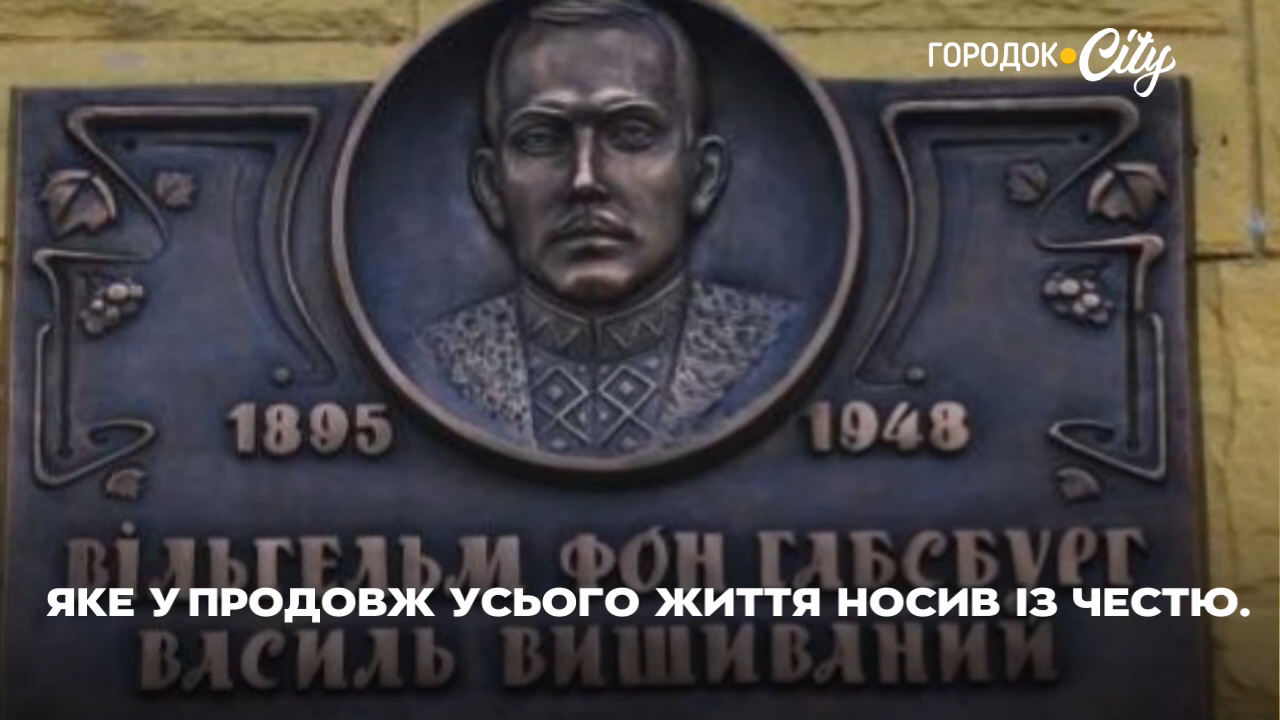 ГОРОДОК City
1895 1948
ВІЛЬГЕЛЬМ ФОН ГАБСБУРГ
ЯКЕ УПРОДОВЖ УСЬОГО ЖИТТЯ НОСИВ ІЗ ЧЕСТЮ.
ВАСИЛЬ ВИШИВАНИЙ